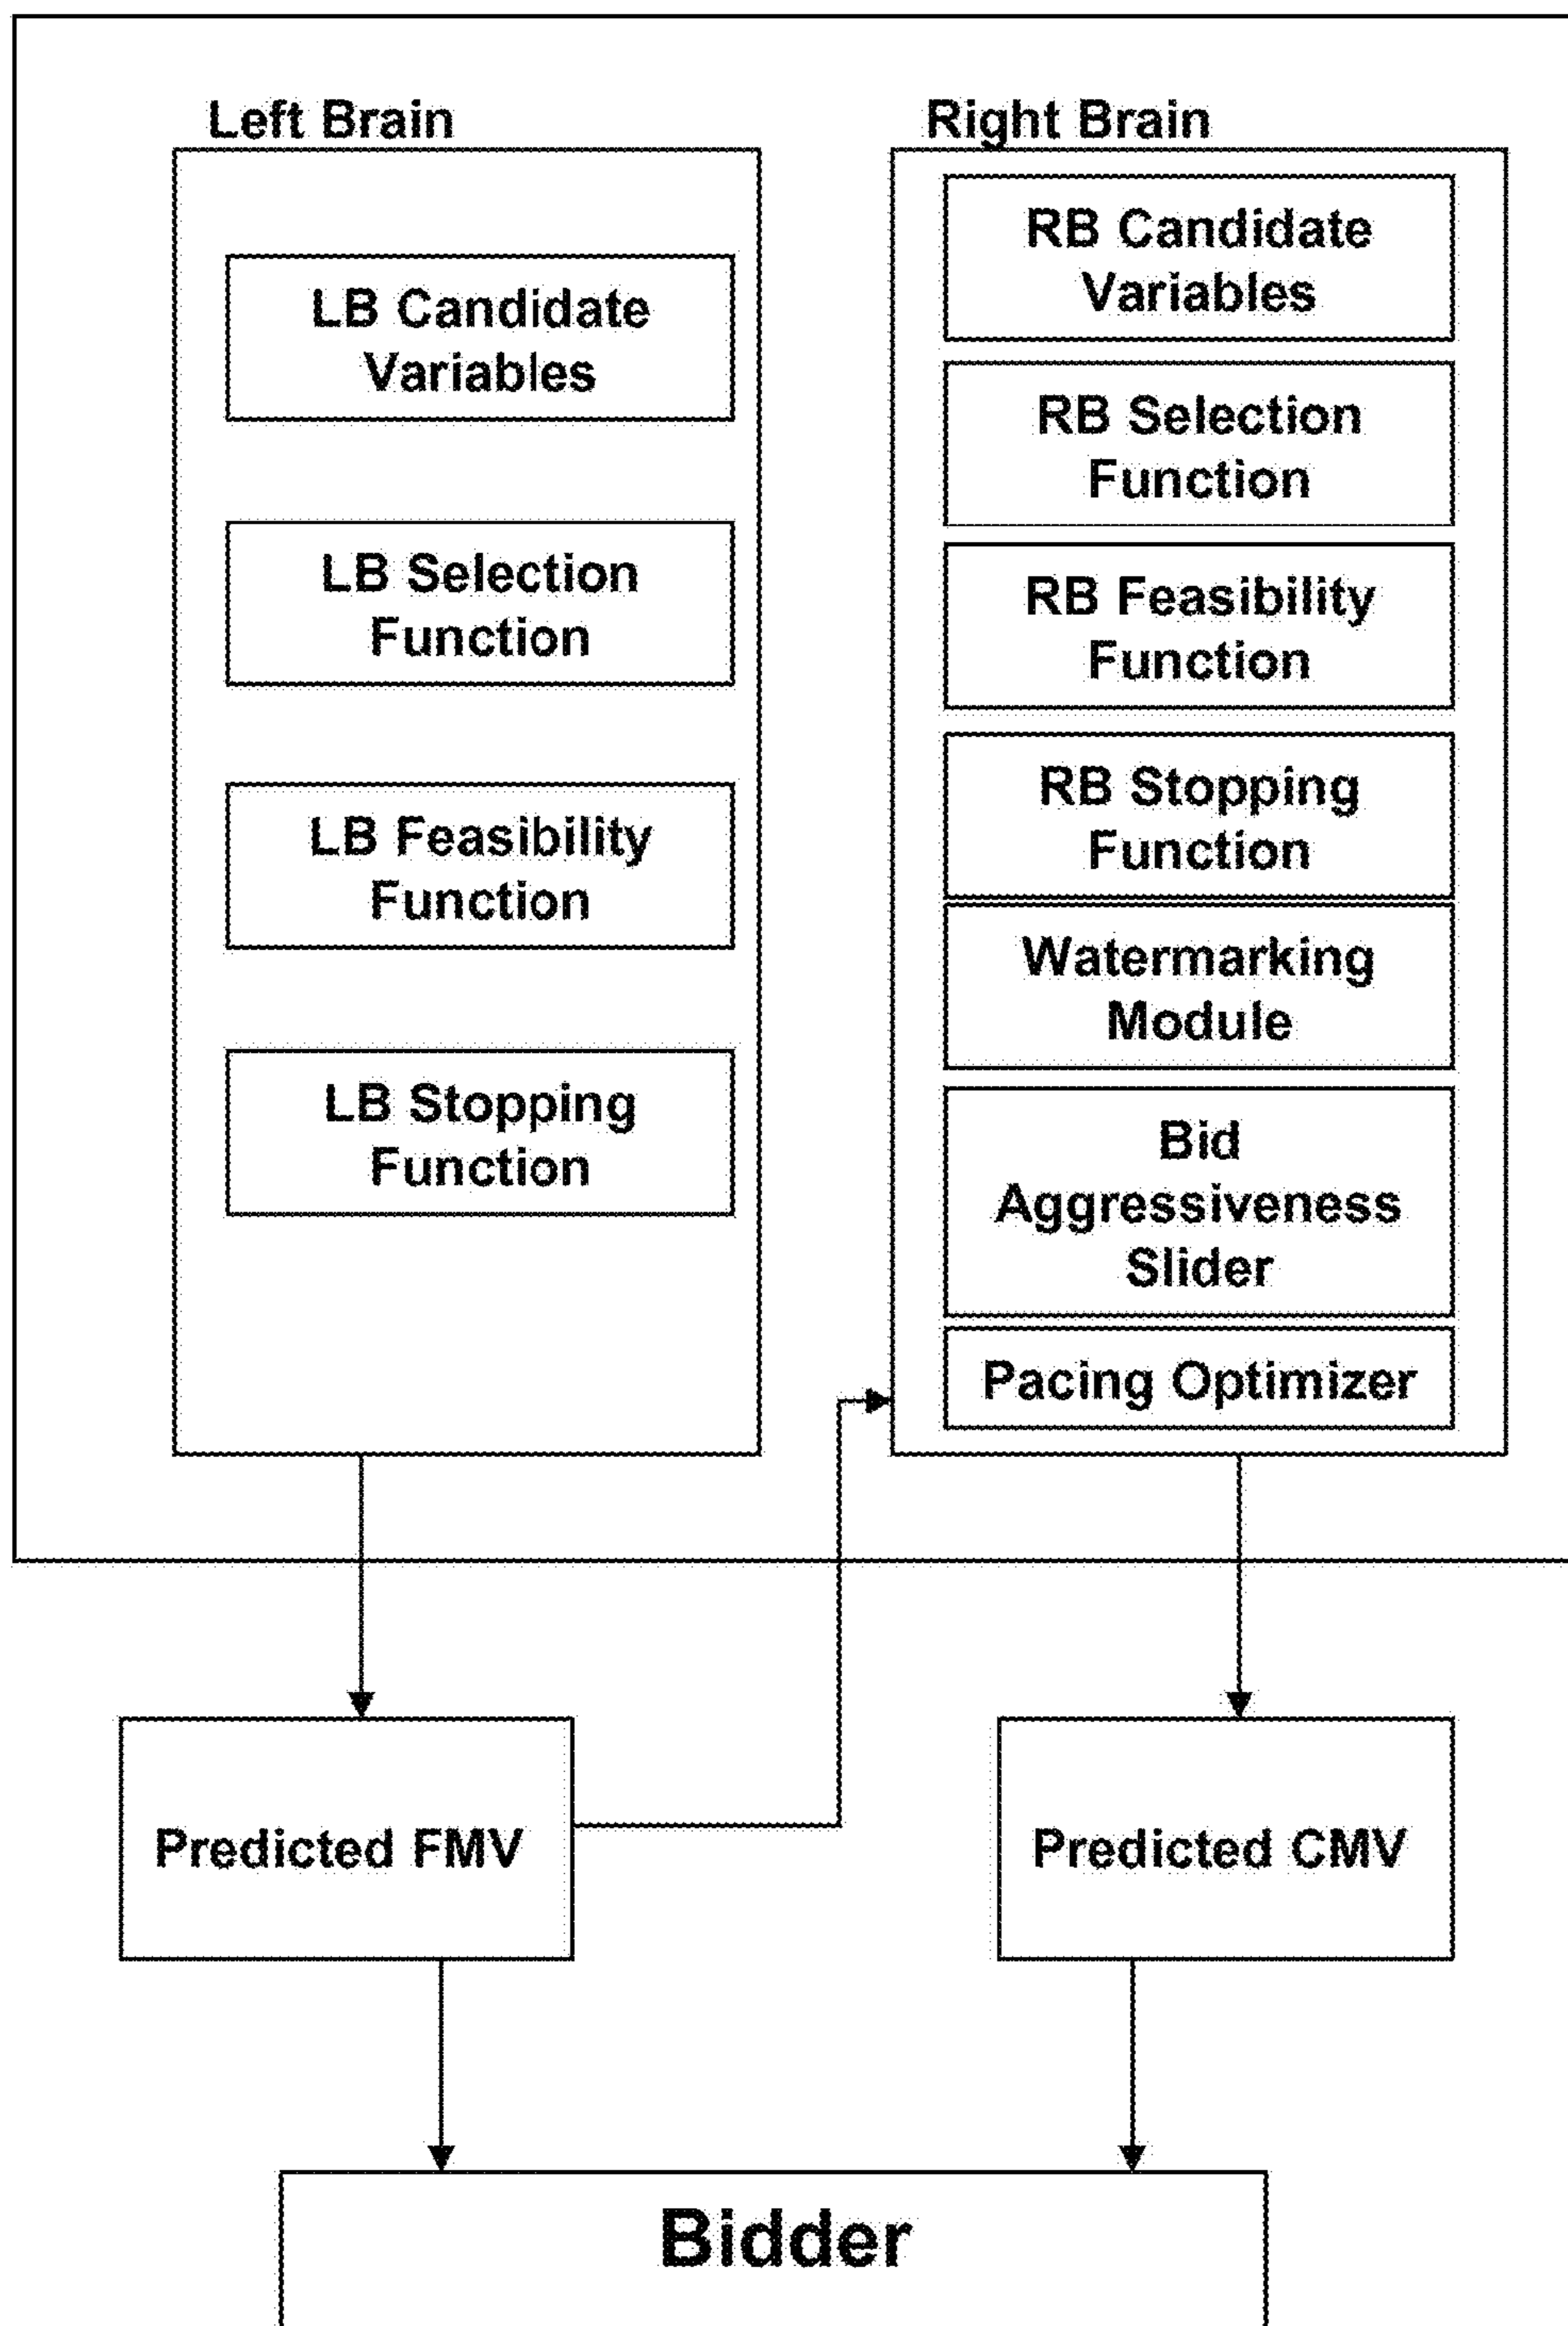 Left Brain
LB Candidate
Variables
LB Selection
Function
LB Feasibility
Function
LB Stopping
Function
Right Brain
RB Candidate
Variables
RB Selection
Function
RB Feasibility
Function
RB Stopping
Function
Watermarking
Module
Bid
Aggressiveness
Slider
Pacing Optimizer
Predicted FMV
Predicted CMV
Bidder